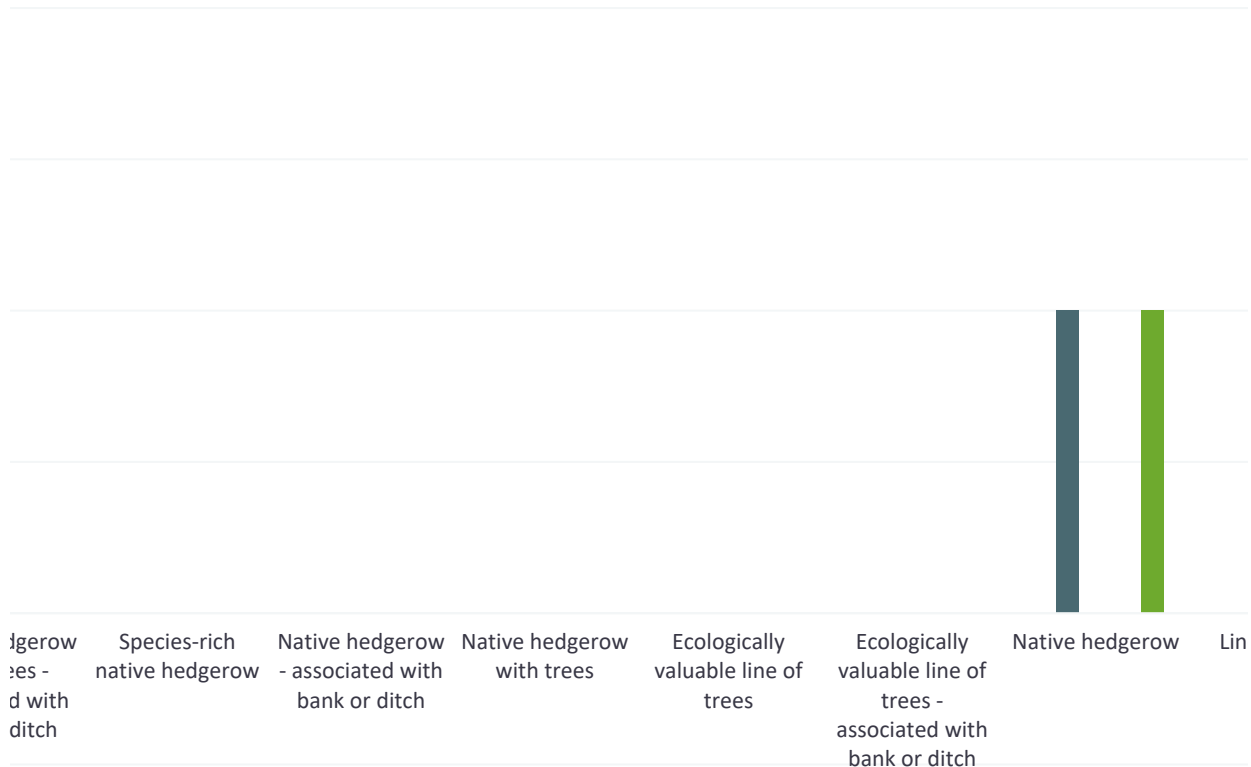 Species-rich
native hedgerow
Native hedgerow
- associated with
bank or ditch
Native hedgerow
with trees
Ecologically
valuable line of
trees
Ecologically
valuable line of
trees -
associated with
bank or ditch
Native hedgerow
d with
ditch